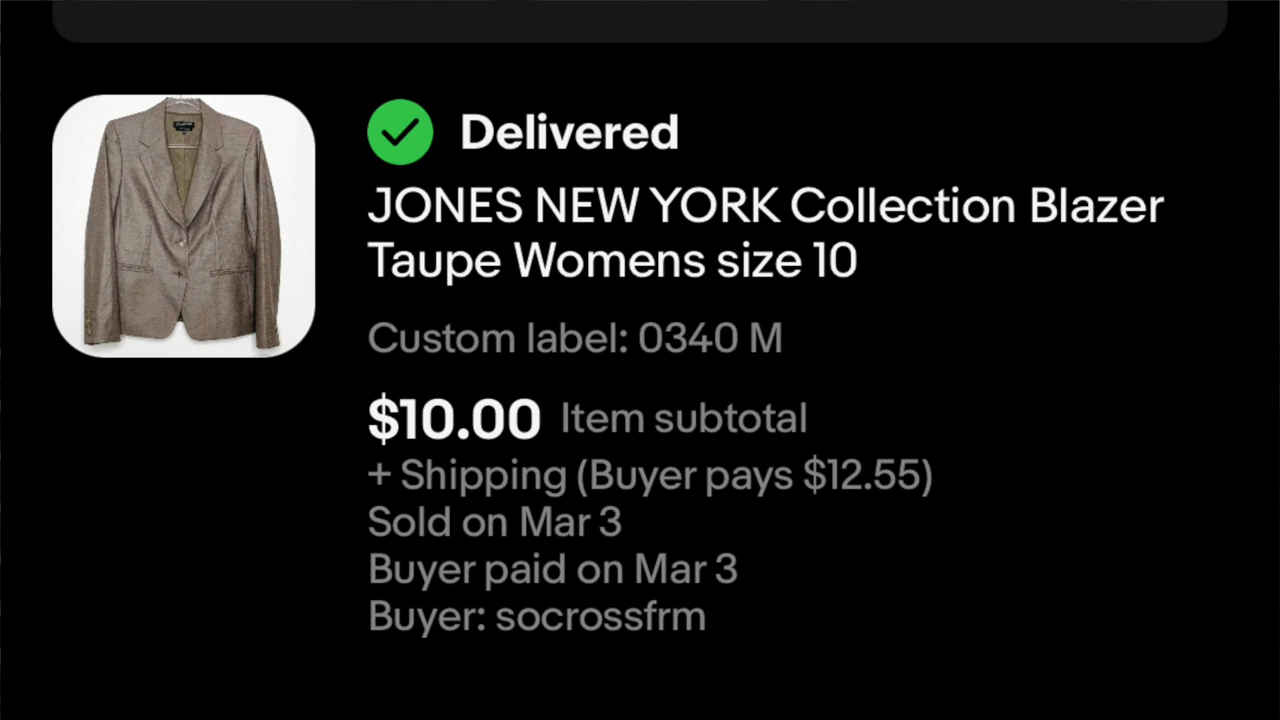 Delivered
JONES NEW YORK Collection Blazer
Taupe Womens size 10
Custom label: 0340 M
$10.00 Item subtotal
+ Shipping (Buyer pays $12.55)
Sold on Mar 3
Buyer paid on Mar 3
Buyer: socrossfrm